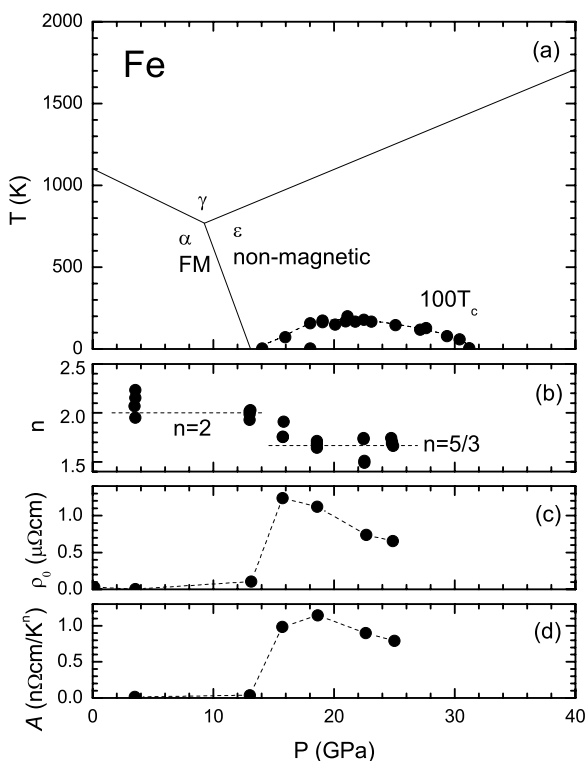 2000
(a)
Fe
1500
T (K)
1000
γ
α
ε
FM
non-magnetic
500
100T_c
0
2.5
(b)
n
2.0
n=2
n=5/3
1.5
(c)
1.0
ρ₀ (μΩcm)
0.5
0.0
(d)
1.0
A (nΩcm/Kⁿ)
0.5
0.0
0 10 20 30 40
P (GPa)